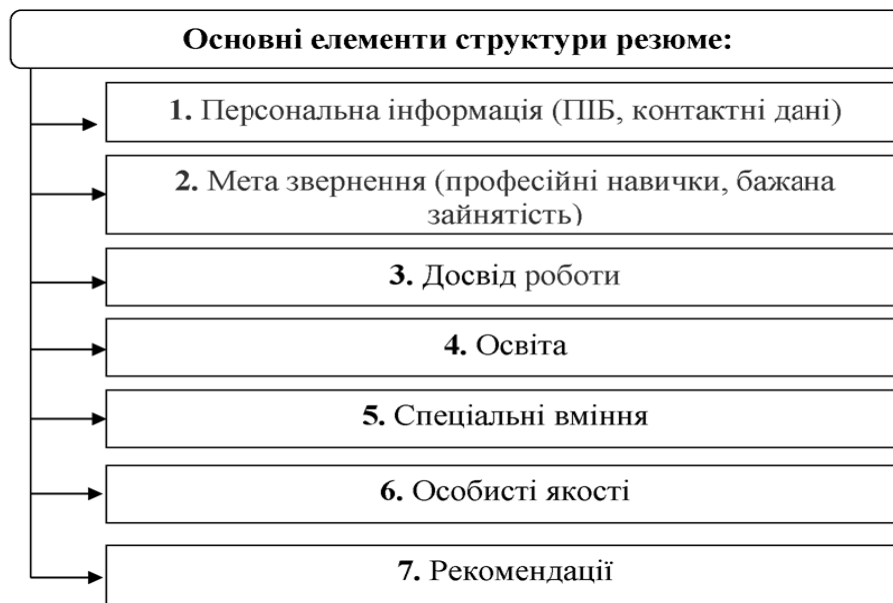 Основні елементи структури резюме:
1. Персональна інформація (ПІБ, контактні дані)
2. Мета звернення (професійні навички, бажана
зайнятість)
3. Досвід роботи
4. Освіта
5. Спеціальні вміння
6. Особисті якості
7. Рекомендації